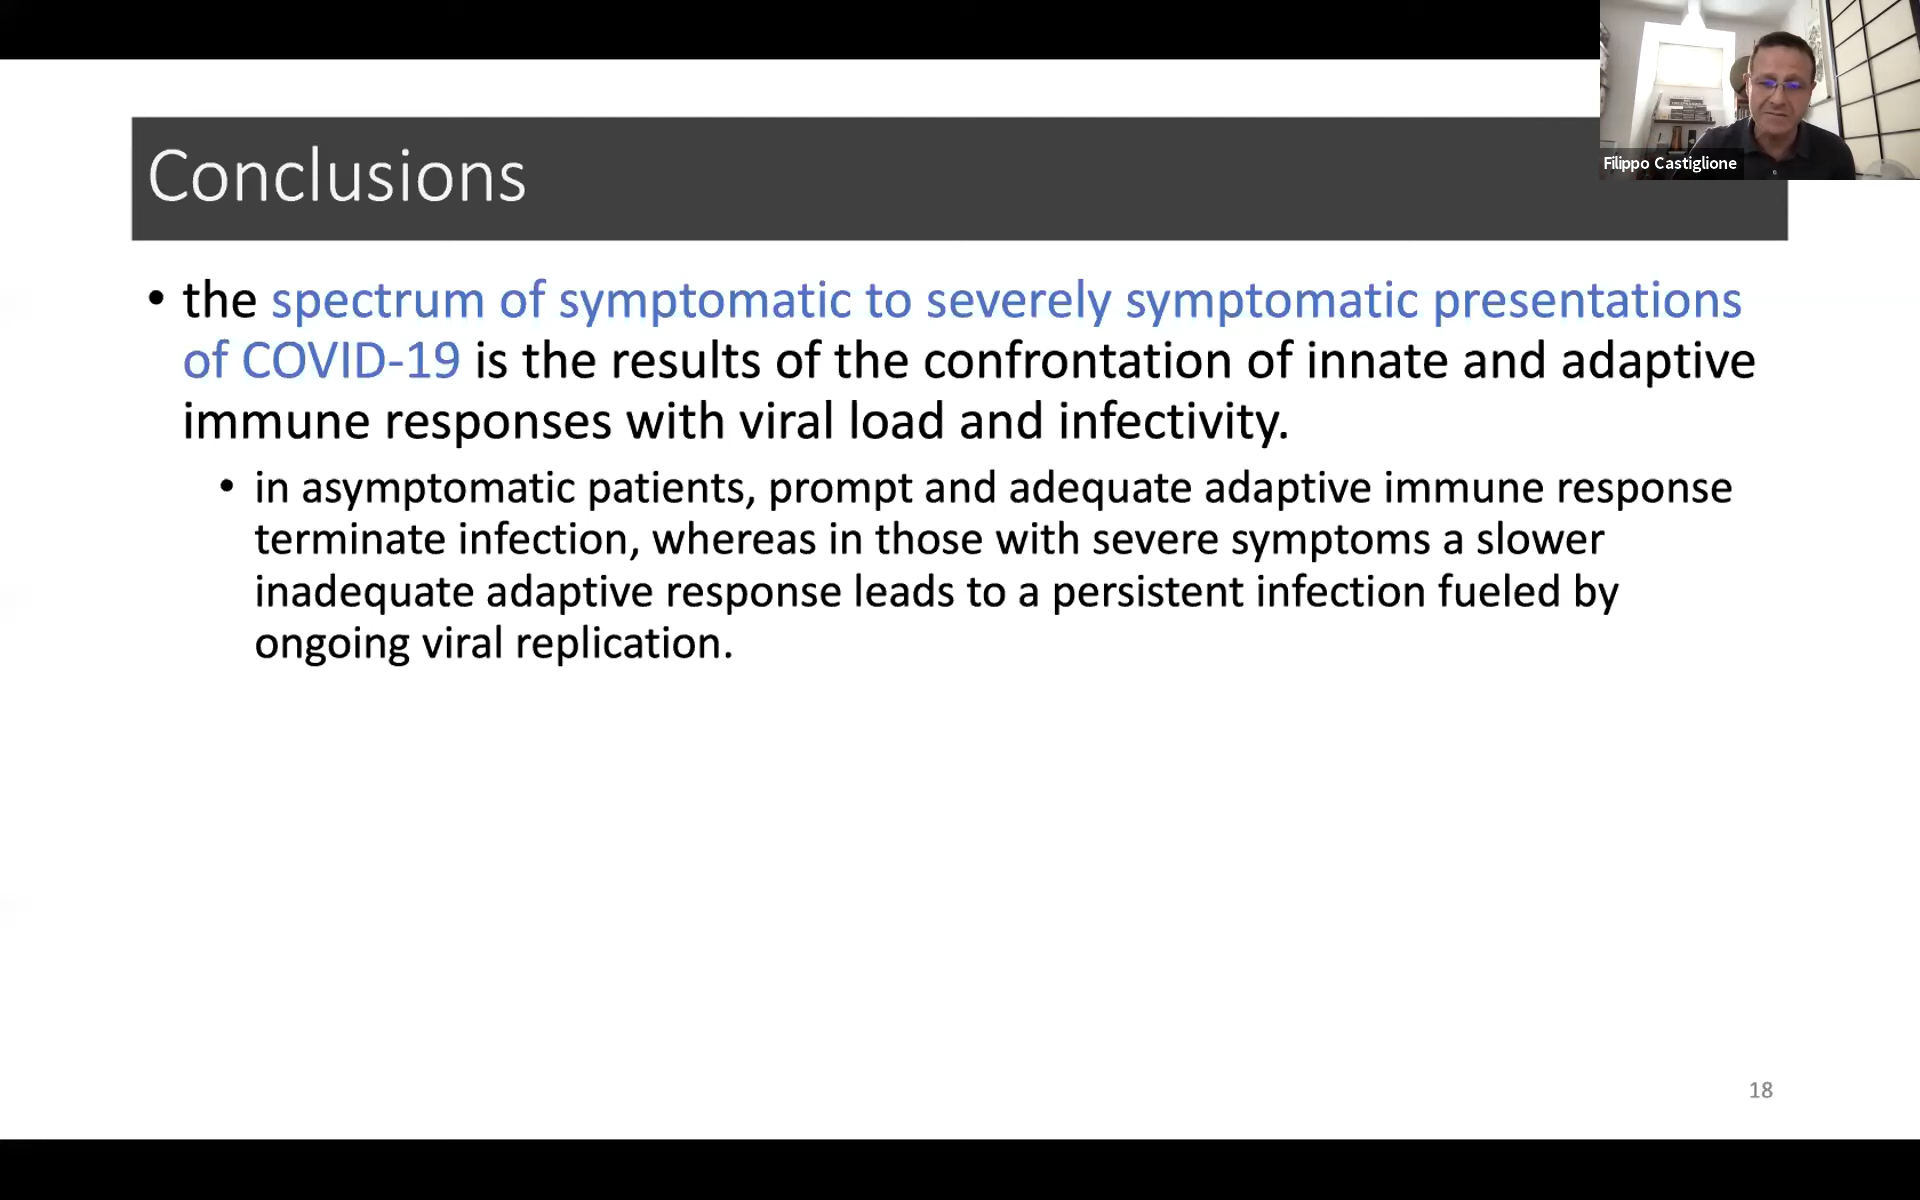 Conclusions
Filippo Castiglione
• the spectrum of symptomatic to severely symptomatic presentations
of COVID-19 is the results of the confrontation of innate and adaptive
immune responses with viral load and infectivity.
• in asymptomatic patients, prompt and adequate adaptive immune response
terminate infection, whereas in those with severe symptoms a slower
inadequate adaptive response leads to a persistent infection fueled by
ongoing viral replication.
18